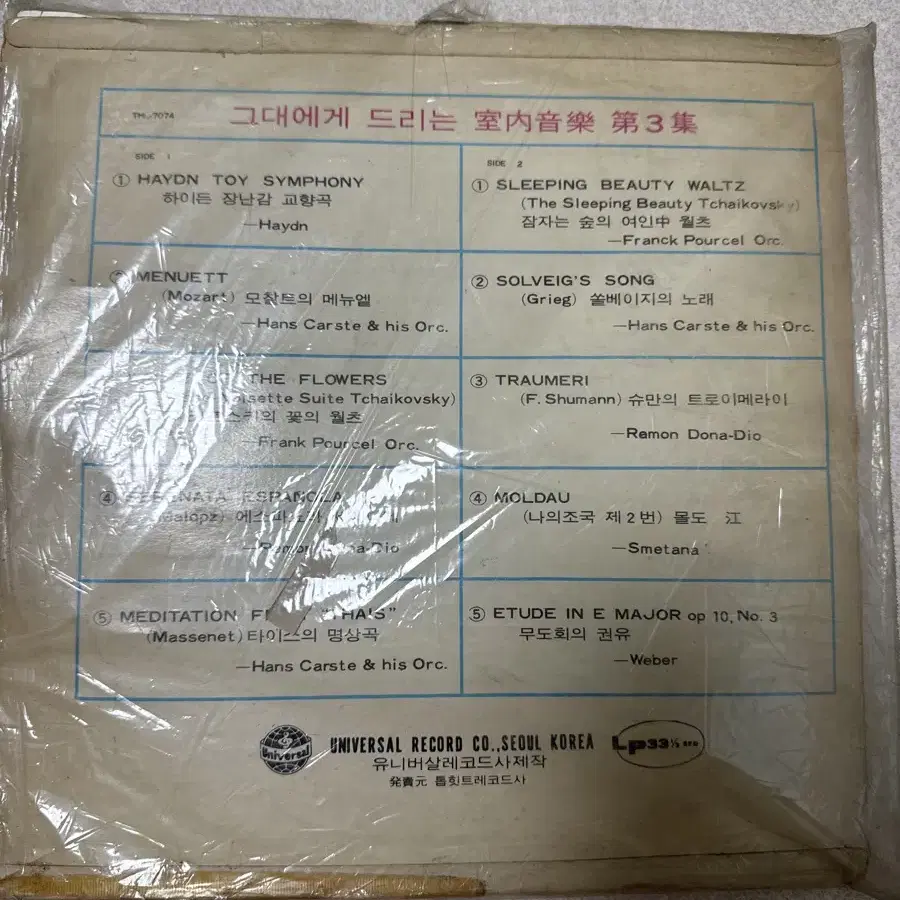 그대에게 드리는 室内音樂 第3集
SIDE 1
① HAYDN TOY SYMPHONY
하이든 장난감 교향곡
—Haydn
MENUETT
(Mozart) 모찰트의 메뉴엘
—Hans Carste & his Orc.
THE FLOWERS
Suite Tchaikovsky)
꽃의 월츠
—Frank Pourcel Orc.
④ ESPANOLA
⑤ MEDITATION "THAIS"
(Massenet) 타이스의 명상곡
—Hans Carste & his Orc.
SIDE 2
① SLEEPING BEAUTY WALTZ
(The Sleeping Beauty Tchaikovsky)
잠자는 숲의 여인中 월츠
—Franck Pourcel Orc.
② SOLVEIG'S SONG
(Grieg) 쏠베이지의 노래
—Hans Carste & his Orc.
③ TRAUMERI
(F. Shumann) 슈만의 트로이메라이
—Remon Dona-Dio
④ MOLDAU
(나의조국 제2번) 몰도 江
—Smetana
⑤ ETUDE IN E MAJOR op 10, No. 3
무도회의 권유
—Weber
Universal
UNIVERSAL RECORD CO., SEOUL KOREA
Lp33⅓
유니버살레코드사제작
発賣元 톱힛트레코드사